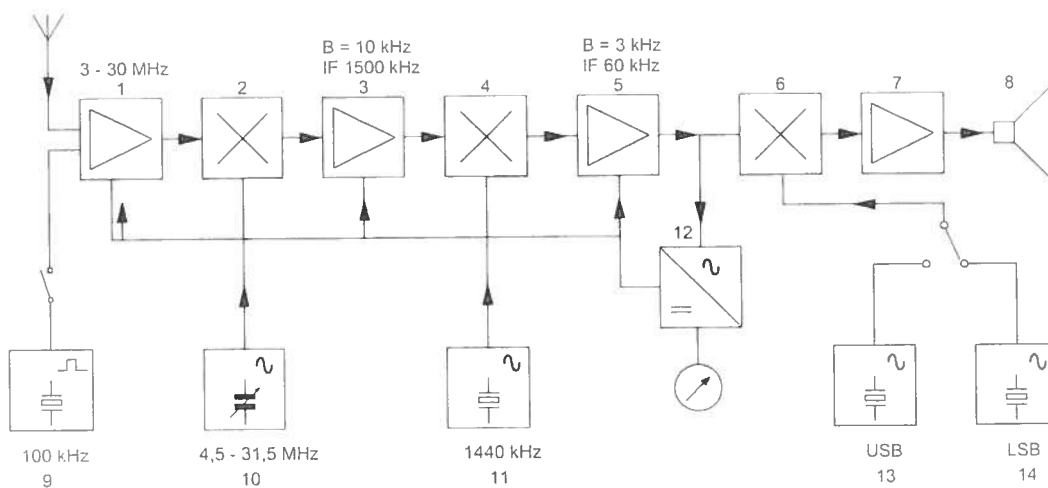 B = 10 kHz
IF 1500 kHz
B = 3 kHz
IF 60 kHz
3 - 30 MHz
1
2
3
4
5
6
7
8
12
100 kHz
9
4,5 - 31,5 MHz
10
1440 kHz
11
USB
13
LSB
14